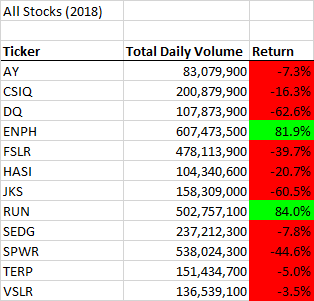 All Stocks (2018)
Ticker Total Daily Volume Return
AY 83,079,900 -7.3%
CSIQ 200,879,900 -16.3%
DQ 107,873,900 -62.6%
ENPH 607,473,500 81.9%
FSLR 478,113,900 -39.7%
HASI 104,340,600 -20.7%
JKS 158,309,000 -60.5%
RUN 502,757,100 84.0%
SEDG 237,212,300 -7.8%
SPWR 538,024,300 -44.6%
TERP 151,434,700 -5.0%
VSLR 136,539,100 -3.5%